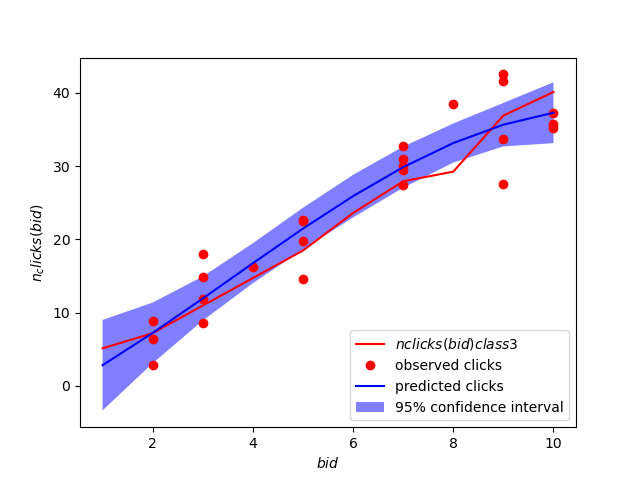 40
30
20
10
0
n_clicks(bid)
nclicks(bid)class3
observed clicks
predicted clicks
95% confidence interval
2 4 6 8 10
bid